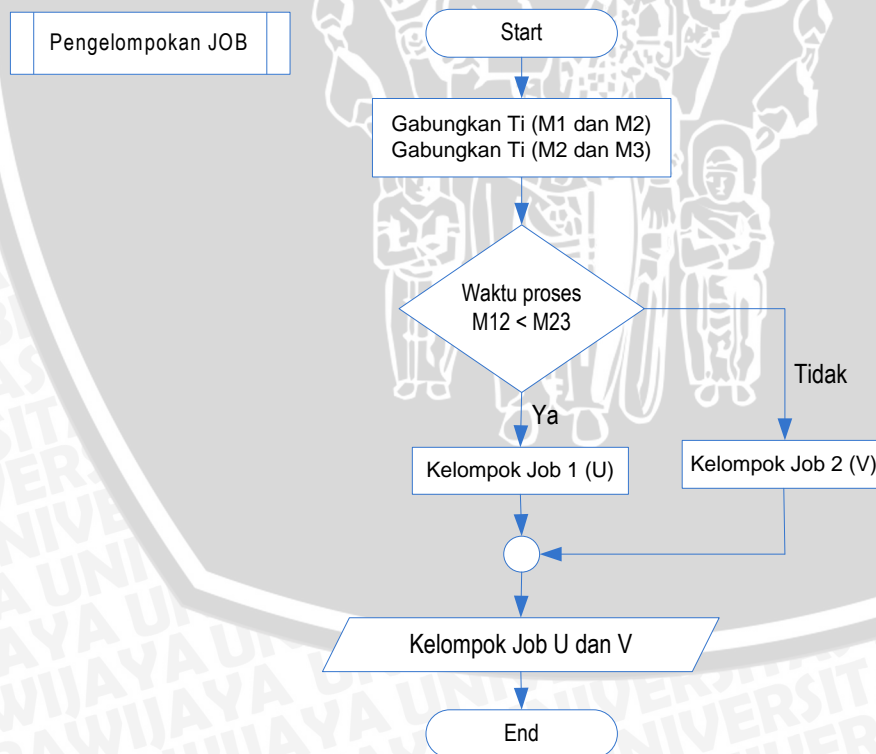 Pengelompokan JOB
Start
Gabungkan Ti (M1 dan M2)
Gabungkan Ti (M2 dan M3)
Waktu proses
M12 < M23
Tidak
Ya
Kelompok Job 1 (U)
Kelompok Job 2 (V)
Kelompok Job U dan V
End